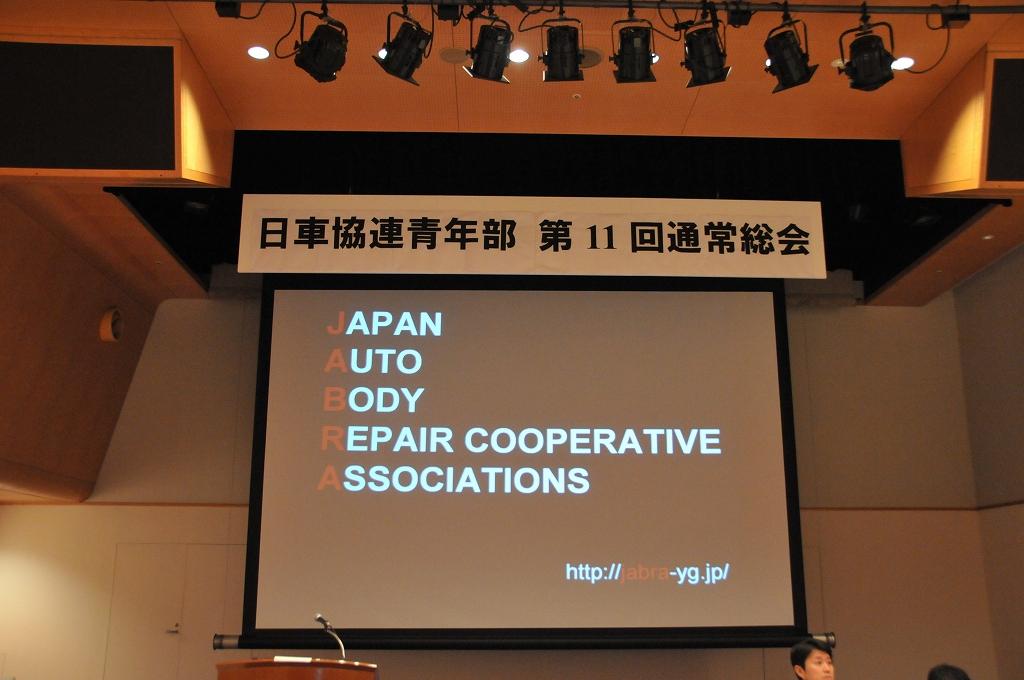 日車協連青年部 第11回通常総会
JAPAN
AUTO
BODY
REPAIR COOPERATIVE
ASSOCIATIONS
http://jabra-yg.jp/